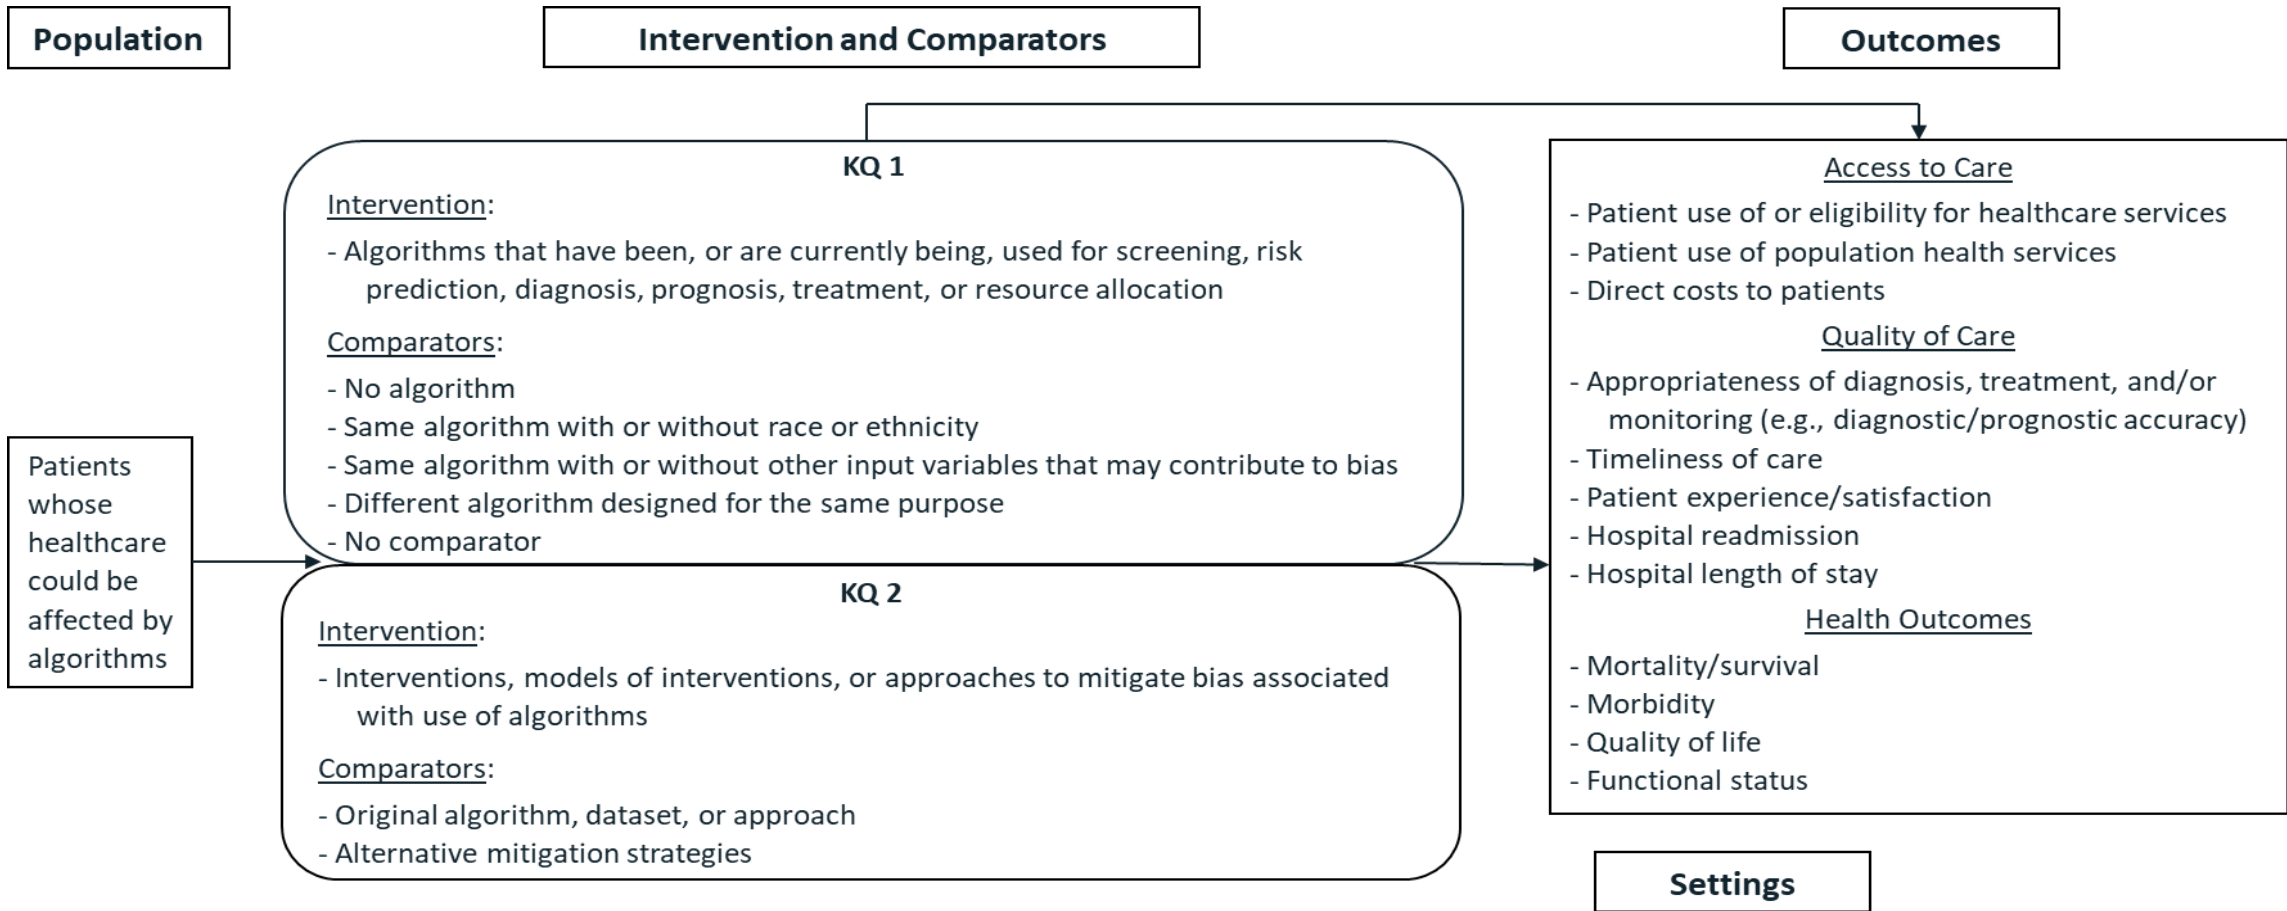 Population
Intervention and Comparators
Outcomes
Patients
whose
healthcare
could be
affected by
algorithms
KQ 1
Intervention:
- Algorithms that have been, or are currently being, used for screening, risk
prediction, diagnosis, prognosis, treatment, or resource allocation
Comparators:
- No algorithm
- Same algorithm with or without race or ethnicity
- Same algorithm with or without other input variables that may contribute to bias
- Different algorithm designed for the same purpose
- No comparator
KQ 2
Intervention:
- Interventions, models of interventions, or approaches to mitigate bias associated
with use of algorithms
Comparators:
- Original algorithm, dataset, or approach
- Alternative mitigation strategies
Access to Care
- Patient use of or eligibility for healthcare services
- Patient use of population health services
- Direct costs to patients
Quality of Care
- Appropriateness of diagnosis, treatment, and/or
monitoring (e.g., diagnostic/prognostic accuracy)
- Timeliness of care
- Patient experience/satisfaction
- Hospital readmission
- Hospital length of stay
Health Outcomes
- Mortality/survival
- Morbidity
- Quality of life
- Functional status
Settings